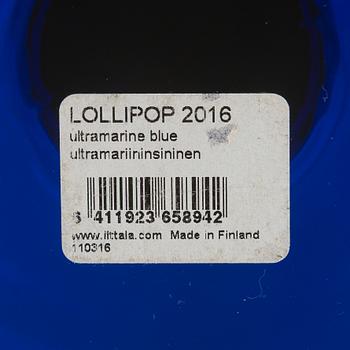 LOLLIPOP 2016
ultramarine blue
ultramariininsininen
6 411923 658942
www.iittala.com Made in Finland
110316